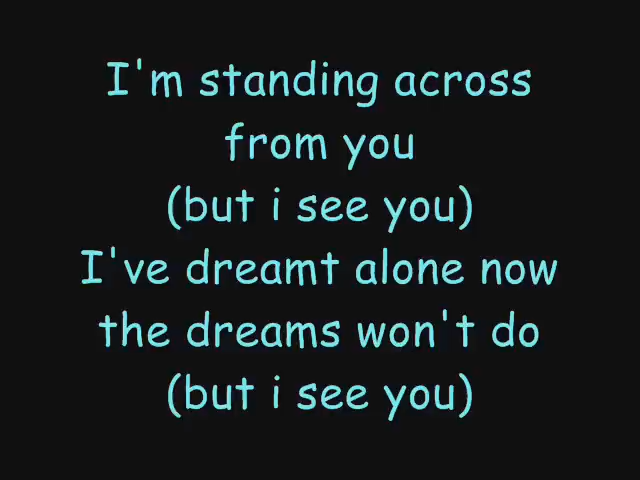 I'm standing across
from you
(but i see you)
I've dreamt alone now
the dreams won't do
(but i see you)